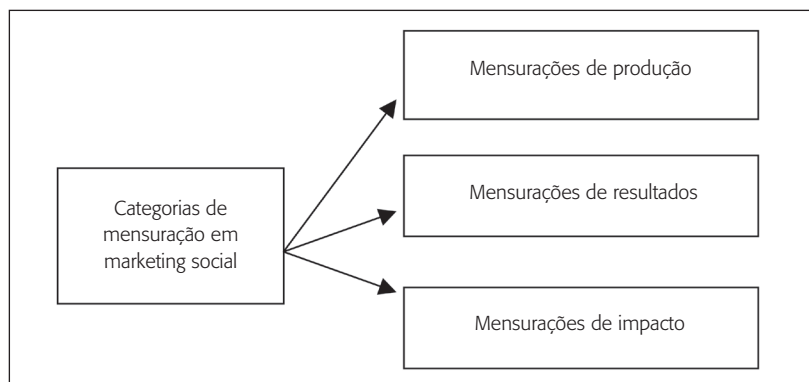 Mensurações de produção
Categorias de
mensuração em
marketing social
Mensurações de resultados
Mensurações de impacto